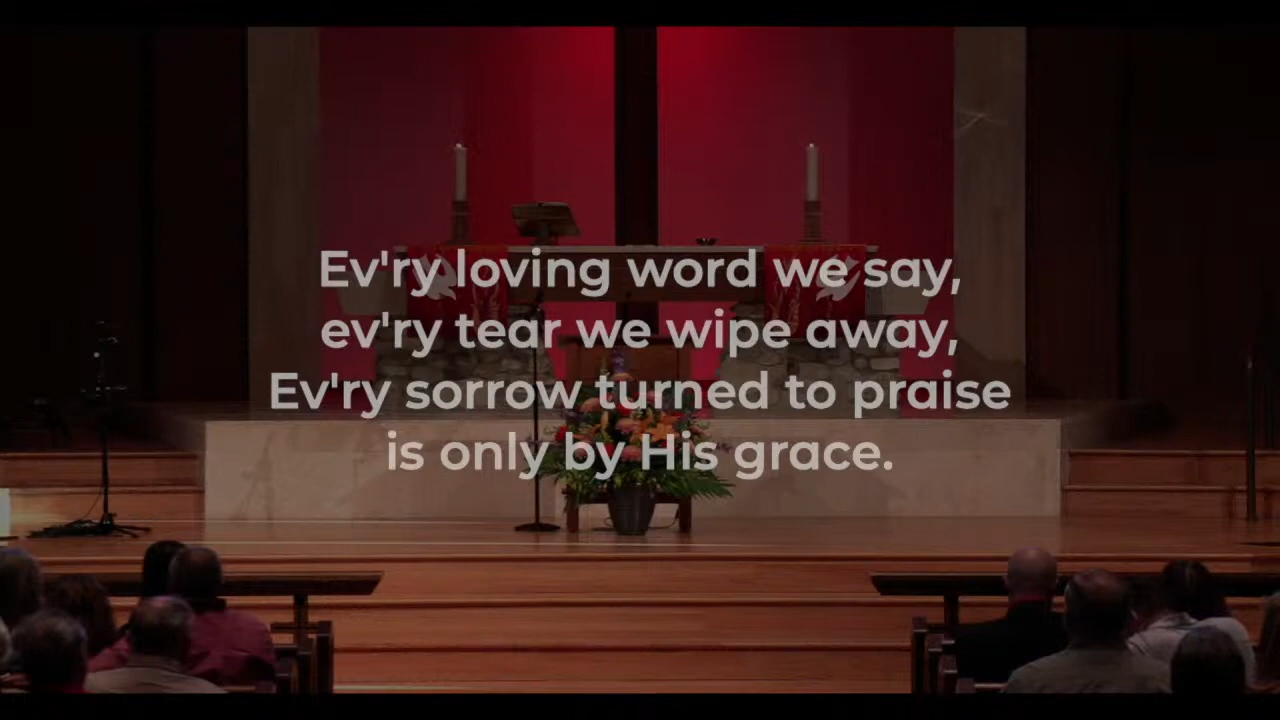 Ev'ry loving word we say,
ev'ry tear we wipe away,
Ev'ry sorrow turned to praise
is only by His grace.